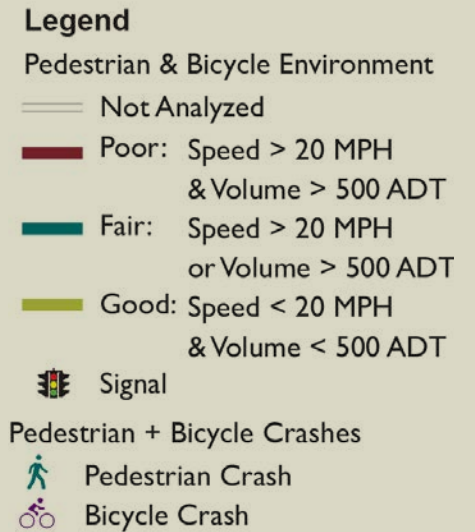 Legend
Pedestrian & Bicycle Environment
Not Analyzed
Poor: Speed > 20 MPH
& Volume > 500 ADT
Fair: Speed > 20 MPH
or Volume > 500 ADT
Good: Speed < 20 MPH
& Volume < 500 ADT
Signal
Pedestrian + Bicycle Crashes
Pedestrian Crash
Bicycle Crash